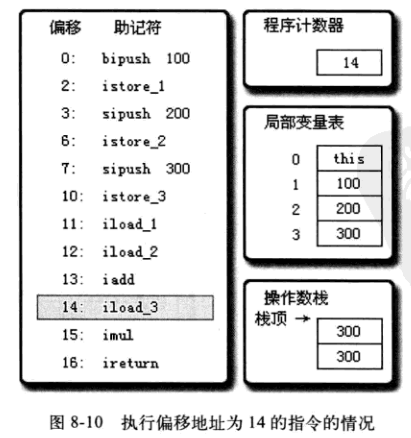 偏移 助记符
0: bipush 100
2: istore_1
3: sipush 200
6: istore_2
7: sipush 300
10: istore_3
11: iload_1
12: iload_2
13: iadd
14: iload_3
15: imul
16: ireturn
程序计数器
14
局部变量表
0 this
1 100
2 200
3 300
操作数栈
栈顶 →
300
300
图 8-10 执行偏移地址为 14 的指令的情况